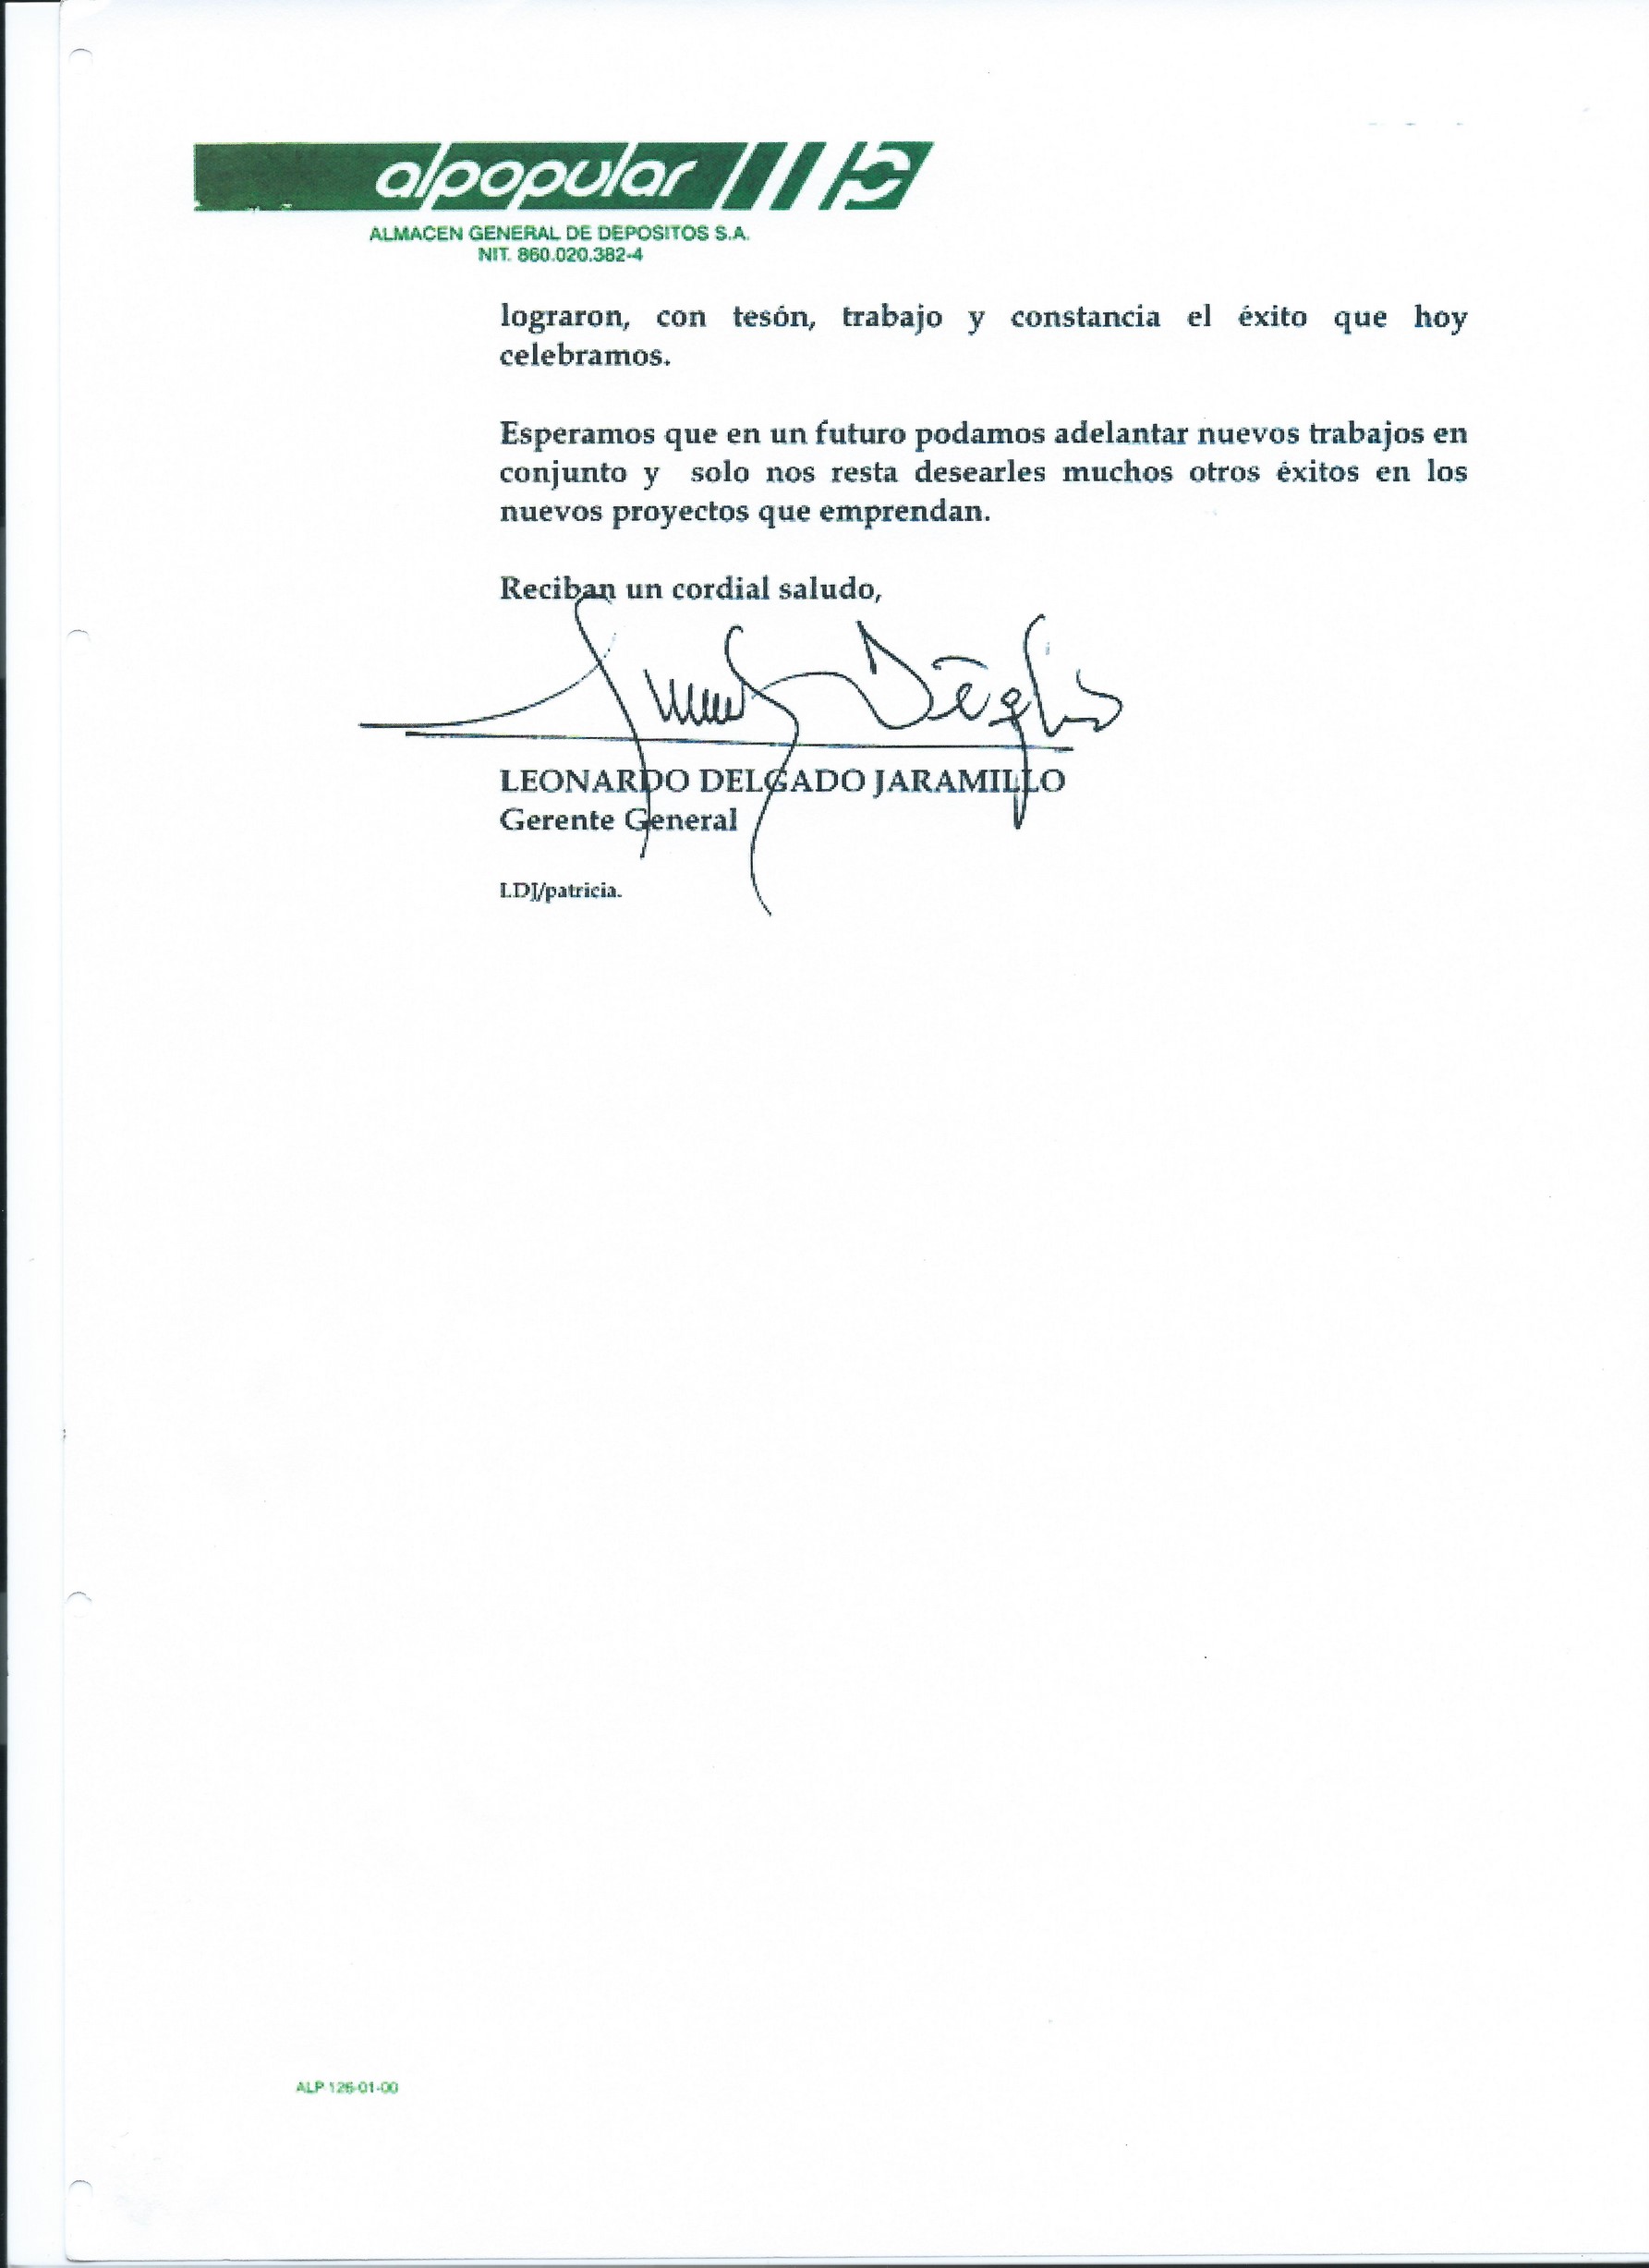 alpopular
ALMACEN GENERAL DE DEPOSITOS S.A.
NIT. 860.020.382-4
lograron, con tesón, trabajo y constancia el éxito que hoy
celebramos.
Esperamos que en un futuro podamos adelantar nuevos trabajos en
conjunto y solo nos resta desearles muchos otros éxitos en los
nuevos proyectos que emprendan.
Reciban un cordial saludo,
LEONARDO DELGADO JARAMILLO
Gerente General
LDJ/patricia.
ALP-126-01-00